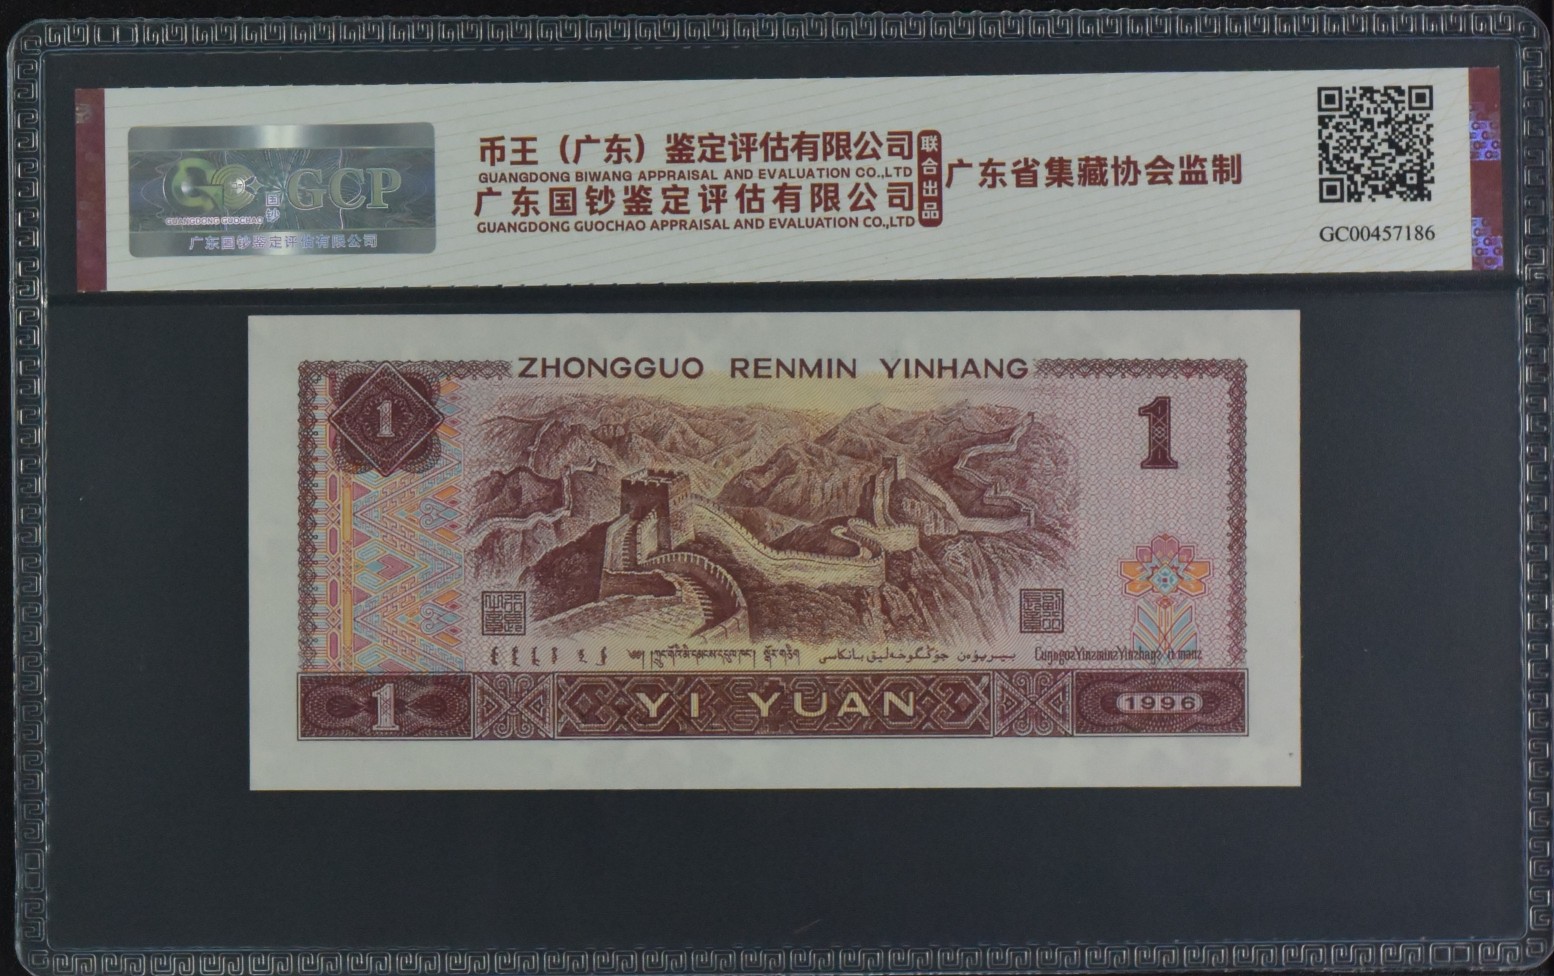 币王（广东）鉴定评估有限公司
GUANGDONG BIWANG APPRAISAL AND EVALUATION CO.,LTD
广东国钞鉴定评估有限公司
GUANGDONG GUOCHAO APPRAISAL AND EVALUATION CO.,LTD
联合出品
广东省集藏协会监制
GC00457186
GCP
国钞
GUANGDONG GUOCHAO
广东国钞鉴定评估有限公司
ZHONGGUO RENMIN YINHANG
1
1
1
YI YUAN
1996